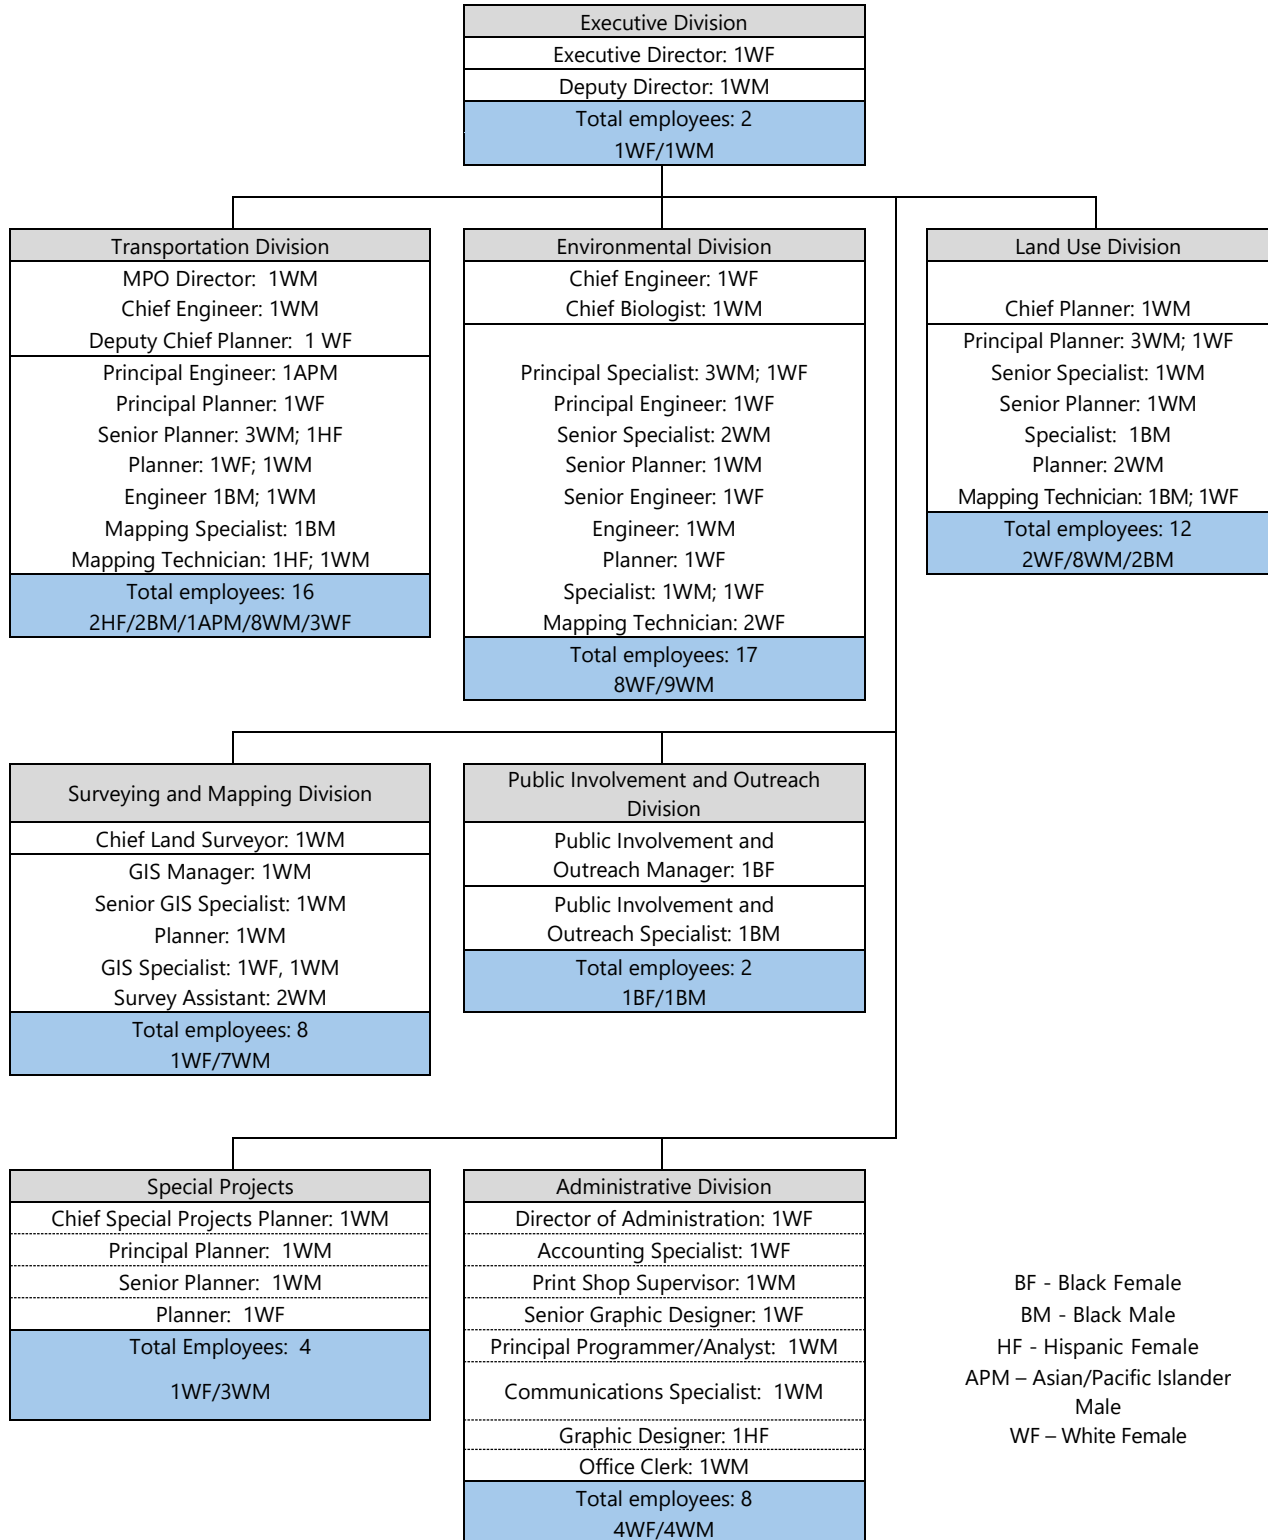 Executive Division
Executive Director: 1WF
Deputy Director: 1WM
Total employees: 2
1WF/1WM
Transportation Division
MPO Director: 1WM
Chief Engineer: 1WM
Deputy Chief Planner: 1 WF
Principal Engineer: 1APM
Principal Planner: 1WF
Senior Planner: 3WM; 1HF
Planner: 1WF; 1WM
Engineer 1BM; 1WM
Mapping Specialist: 1BM
Mapping Technician: 1HF; 1WM
Total employees: 16
2HF/2BM/1APM/8WM/3WF
Environmental Division
Chief Engineer: 1WF
Chief Biologist: 1WM
Principal Specialist: 3WM; 1WF
Principal Engineer: 1WF
Senior Specialist: 2WM
Senior Planner: 1WM
Senior Engineer: 1WF
Engineer: 1WM
Planner: 1WF
Specialist: 1WM; 1WF
Mapping Technician: 2WF
Total employees: 17
8WF/9WM
Land Use Division
Chief Planner: 1WM
Principal Planner: 3WM; 1WF
Senior Specialist: 1WM
Senior Planner: 1WM
Specialist: 1BM
Planner: 2WM
Mapping Technician: 1BM; 1WF
Total employees: 12
2WF/8WM/2BM
Surveying and Mapping Division
Chief Land Surveyor: 1WM
GIS Manager: 1WM
Senior GIS Specialist: 1WM
Planner: 1WM
GIS Specialist: 1WF, 1WM
Survey Assistant: 2WM
Total employees: 8
1WF/7WM
Public Involvement and Outreach
Division
Public Involvement and
Outreach Manager: 1BF
Public Involvement and
Outreach Specialist: 1BM
Total employees: 2
1BF/1BM
Special Projects
Chief Special Projects Planner: 1WM
Principal Planner: 1WM
Senior Planner: 1WM
Planner: 1WF
Total Employees: 4
1WF/3WM
Administrative Division
Director of Administration: 1WF
Accounting Specialist: 1WF
Print Shop Supervisor: 1WM
Senior Graphic Designer: 1WF
Principal Programmer/Analyst: 1WM
Communications Specialist: 1WM
Graphic Designer: 1HF
Office Clerk: 1WM
Total employees: 8
4WF/4WM
BF - Black Female
BM - Black Male
HF - Hispanic Female
APM – Asian/Pacific Islander
Male
WF – White Female